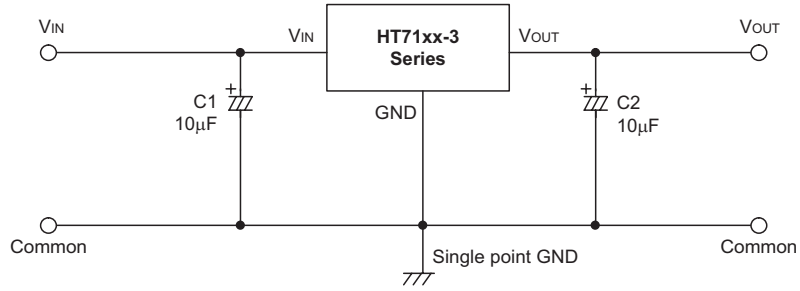 VIN
VOUT
VIN
HT71xx-3
Series
VOUT
+
C1
10μF
GND
+
C2
10μF
Common
Single point GND
Common